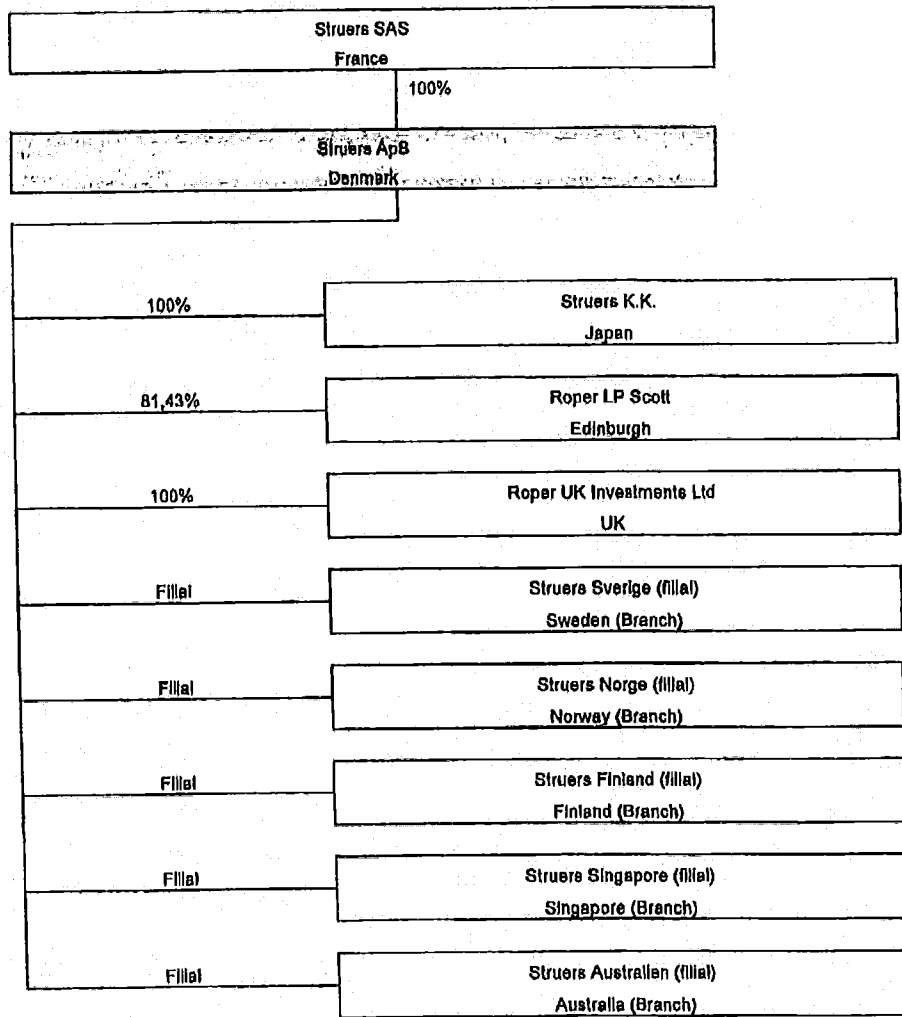 Struers SAS
France
100%
Struers ApS
Denmark
100%
Struers K.K.
Japan
81,43%
Roper LP Scott
Edinburgh
100%
Roper UK Investments Ltd
UK
Filial
Struers Sverige (filial)
Sweden (Branch)
Filial
Struers Norge (filial)
Norway (Branch)
Filial
Struers Finland (filial)
Finland (Branch)
Filial
Struers Singapore (filial)
Singapore (Branch)
Filial
Struers Australien (filial)
Australia (Branch)